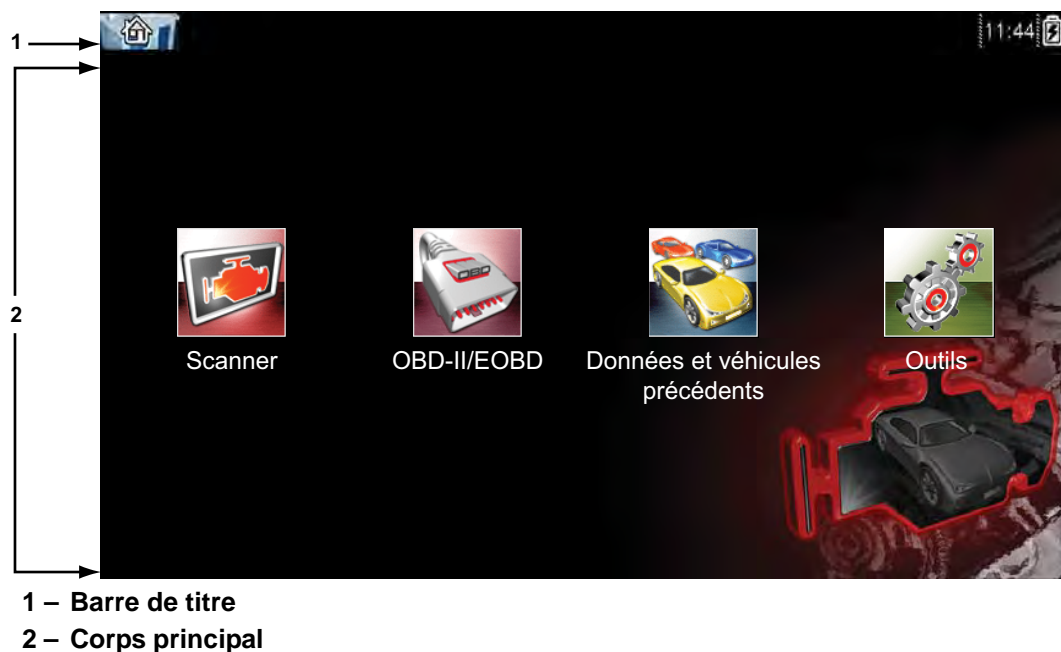 1
11:44
2
Scanner
OBD-II/EOBD
Données et véhicules
précédents
Outils
1 – Barre de titre
2 – Corps principal